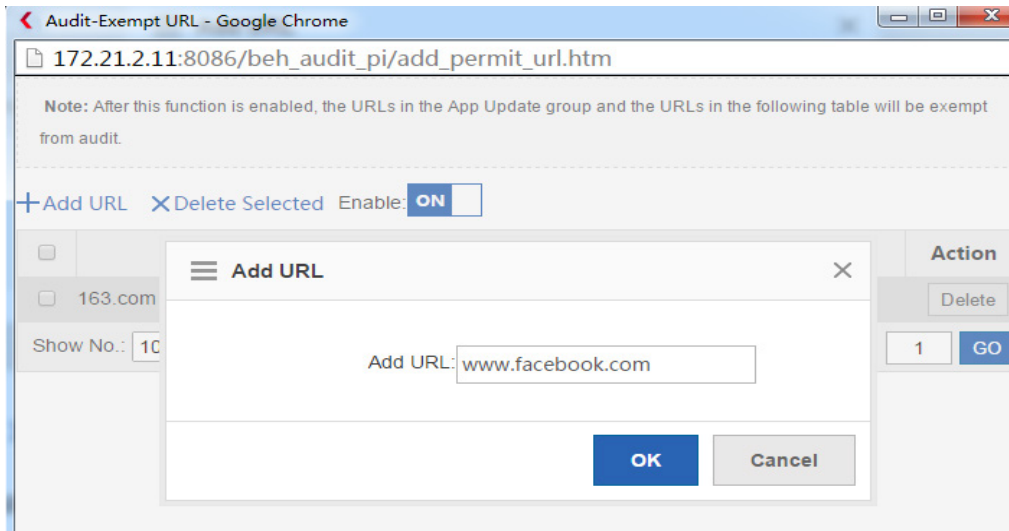 Audit-Exempt URL - Google Chrome
172.21.2.11:8086/beh_audit_pi/add_permit_url.htm
Note: After this function is enabled, the URLs in the App Update group and the URLs in the following table will be exempt
from audit.
Add URL Delete Selected Enable: ON
Action
Add URL
163.com Delete
Show No.: 10 1 GO
Add URL: www.facebook.com
OK Cancel